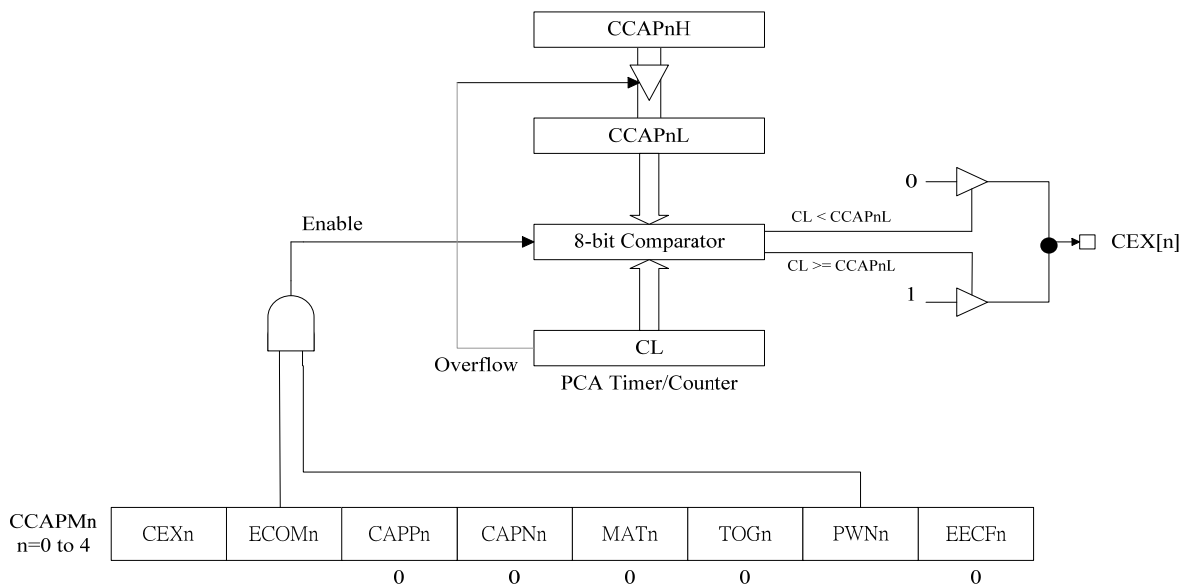 CCAPnH
CCAPnL
0
CL < CCAPnL
Enable
8-bit Comparator
CEX[n]
CL >= CCAPnL
1
CL
Overflow
PCA Timer/Counter
CCAPMn
n=0 to 4
CEXn ECOMn CAPPn CAPNn MATn TOGn PWNn EECFn
0 0 0 0 0